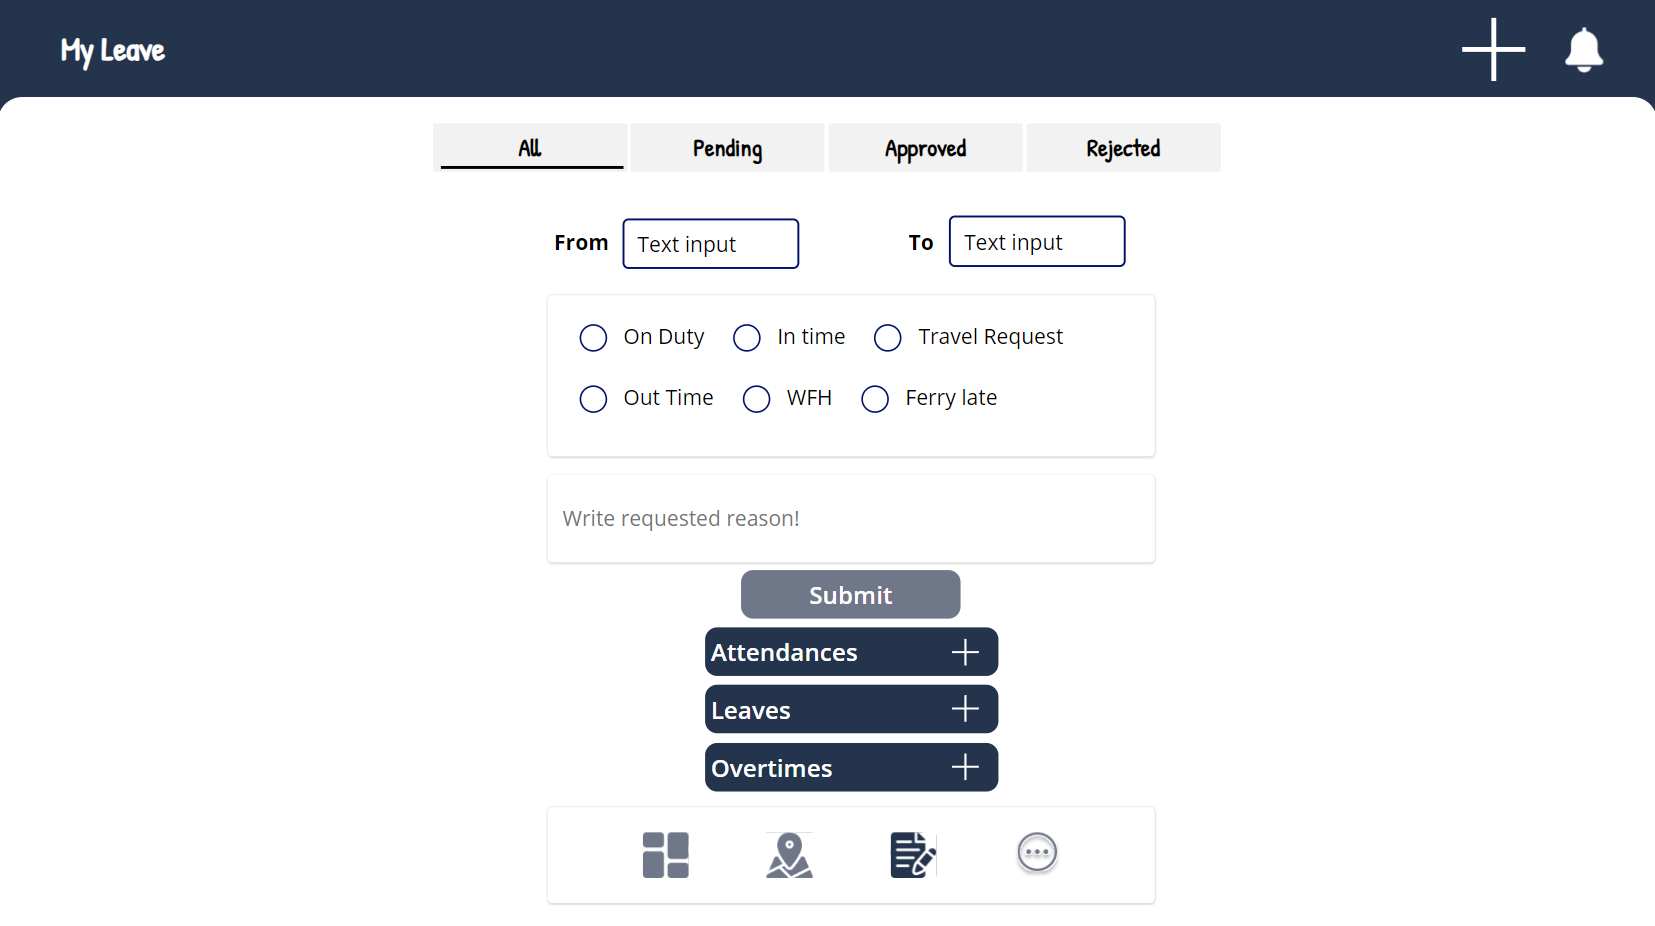 My Leave
All Pending Approved Rejected
From Text input To Text input
On Duty In time Travel Request
Out Time WFH Ferry late
Write requested reason!
Submit
Attendances
Leaves
Overtimes